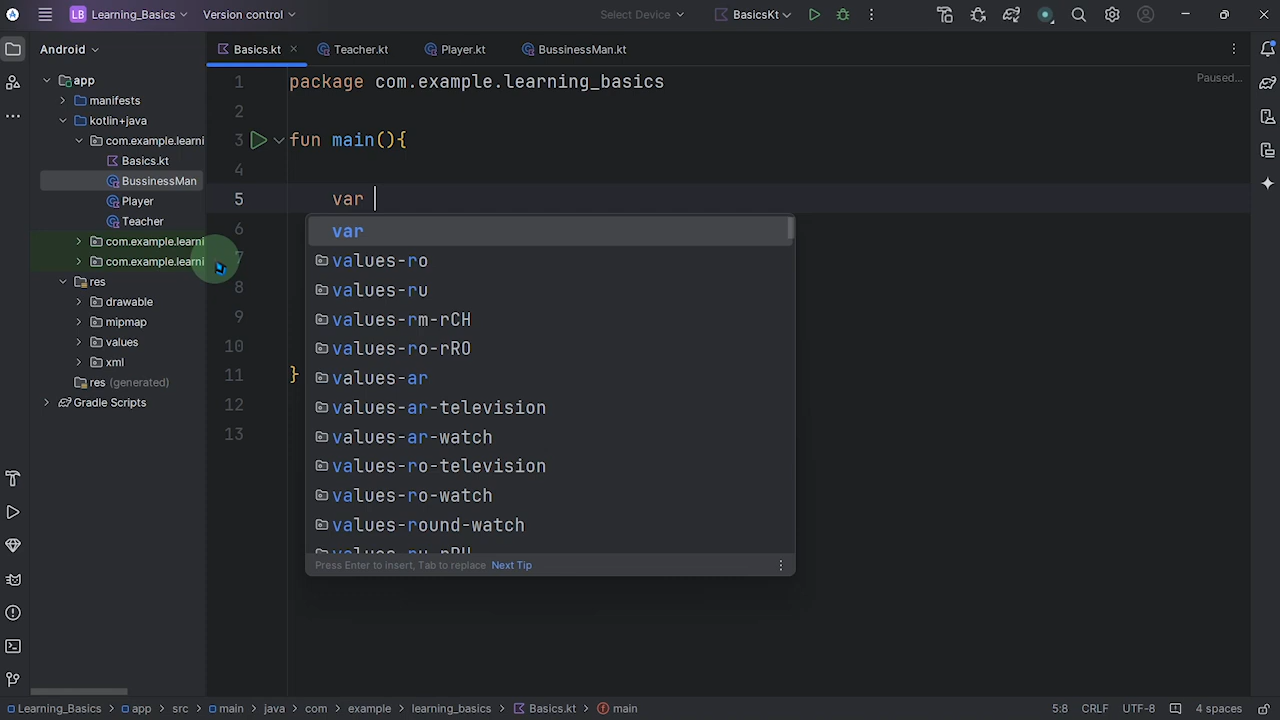 LB Learning_Basics Version control Select Device BasicsKt
Android
Basics.kt Teacher.kt Player.kt BussinessMan.kt
app
manifests
kotlin+java
com.example.learni
Basics.kt
BussinessMan
Player
Teacher
com.example.learni
com.example.learni
res
drawable
mipmap
values
xml
res (generated)
Gradle Scripts
Paused...
1 package com.example.learning_basics
2
3 fun main(){
4
5 var
6
7
8
9
10
11 }
12
13
var
values-ro
values-ru
values-rm-rCH
values-ro-rRO
values-ar
values-ar-television
values-ar-watch
values-ro-television
values-ro-watch
values-round-watch
Press Enter to insert, Tab to replace Next Tip
Learning_Basics app src main java com example learning_basics Basics.kt main 5:8 CRLF UTF-8 4 spaces